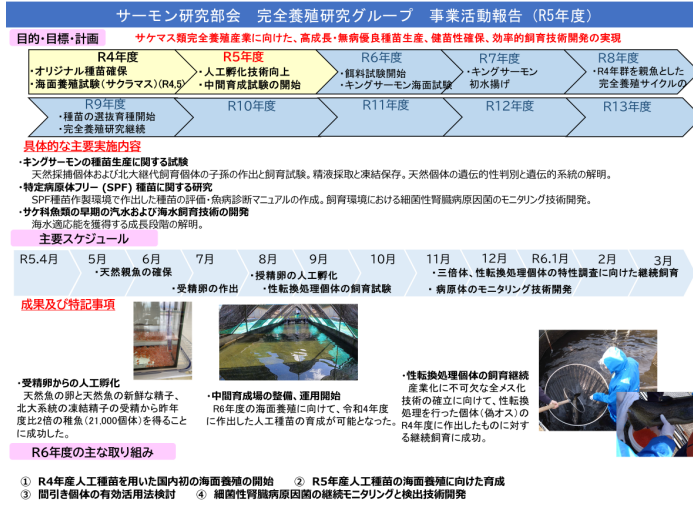 サーモン研究部会　完全養殖研究グループ　事業活動報告（R5年度）
目的・目標・計画
サケマス類完全養殖産業に向けた、高成長・無病優良種苗生産、健苗性確保、効率的飼育技術開発の実現
R4年度
・オリジナル種苗確保
・海面養殖試験（サクラマス）(R4,5)
R5年度
・人工孵化技術向上
・中間育成試験の開始
R6年度
・餌料試験開始
・キングサーモン海面試験
R7年度
・キングサーモン
初水揚げ
R8年度
・R4年群を親魚とした
完全養殖サイクルの
R9年度
・種苗の選抜育種開始
・完全養殖研究継続
R10年度
R11年度
R12年度
R13年度
具体的な主要実施内容
・キングサーモンの種苗生産に関する試験
天然採捕個体および北大継代飼育個体の子孫の作出と飼育試験。精液採取と凍結保存。天然個体の遺伝的性判別と遺伝的系統の解明。
・特定病原体フリー (SPF) 種苗に関する研究
SPF種苗作製環境で作出した種苗の評価・魚病診断マニュアルの作成。飼育環境における細菌性腎臓病原因菌のモニタリング技術開発。
・サケ科魚類の早期の汽水および海水飼育技術の開発
海水適応能を獲得する成長段階の解明。
主要スケジュール
R5.4月 5月 6月 7月 8月 9月 10月 11月 12月 R6.1月 2月 3月
・天然親魚の確保
・受精卵の作出
・授精卵の人工孵化
・性転換処理個体の飼育試験
・三倍体、性転換処理個体の特性調査に向けた継続飼育
・病原体のモニタリング技術開発
成果及び特記事項
・受精卵からの人工孵化
天然魚の卵と天然魚の新鮮な精子、
北大系統の凍結精子の受精から昨年
度比2倍の稚魚（21,000個体）を得ること
に成功した。
・中間育成場の整備、運用開始
R6年度の海面養殖に向けて、令和4年度
に作出した人工種苗の育成が可能となった。
・性転換処理個体の飼育継続
産業化に不可欠な全メス化
技術の確立に向けて、性転換
処理を行った個体（偽オス）の
R4年度に作出したものに対す
る継続飼育に成功。
R6年度の主な取り組み
① R4年産人工種苗を用いた国内初の海面養殖の開始　② R5年産人工種苗の海面養殖に向けた育成
③ 間引き個体の有効活用法検討　④ 細菌性腎臓病原因菌の継続モニタリングと検出技術開発